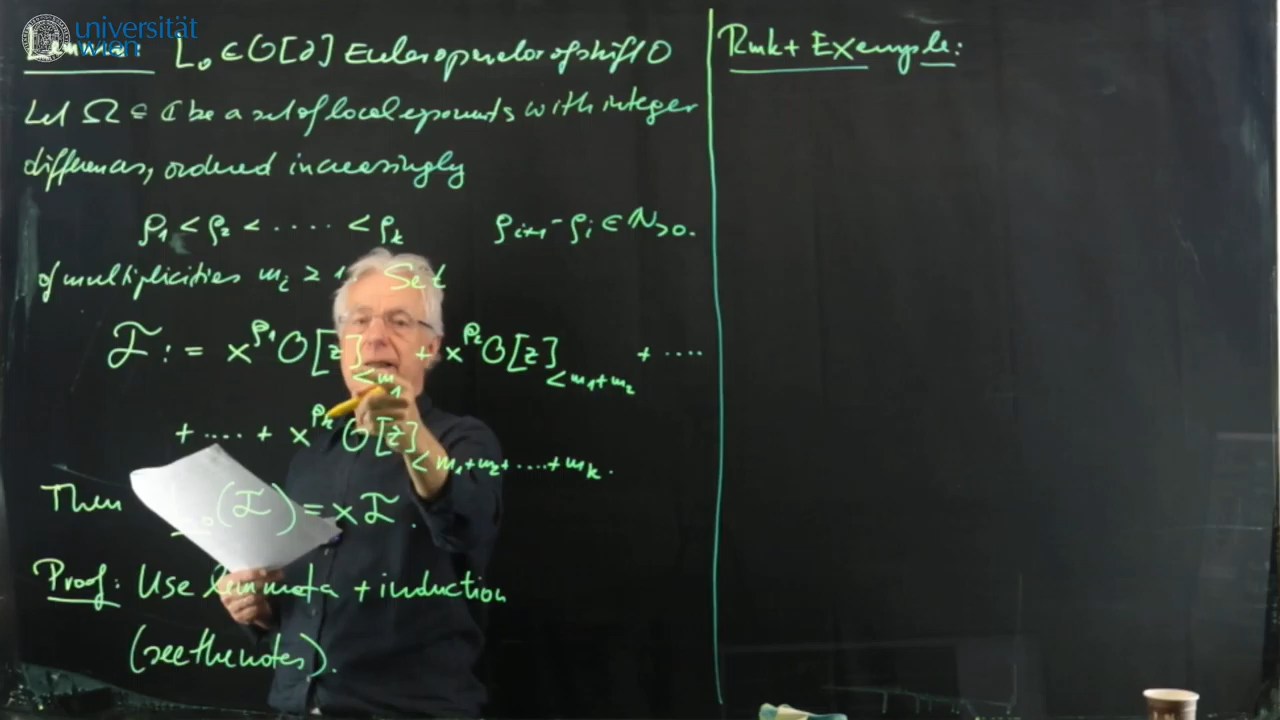 universität
wien
Lemma: L₀ ∈ O[∂] Euler operator of shift 0
Let Ω ⊆ ℂ be a set of local exponents with integer
differences, ordered increasingly
ρ₁ < ρ₂ < ..... < ρₖ ρᵢ₊₁ - ρᵢ ∈ ℕ>₀.
of multiplicities mᵢ ≥ 1. Set
𝓕 := x^ρ₁ O[z]_{<m₁} + x^ρ₂ O[z]_{<m₁+m₂} + ....
+ .... + x^ρₖ O[z]_{<m₁+m₂+....+mₖ}.
Then L₀(𝓕) = x𝓕.
Proof: Use lemmata + induction
(see the notes).
Rmk + Example: